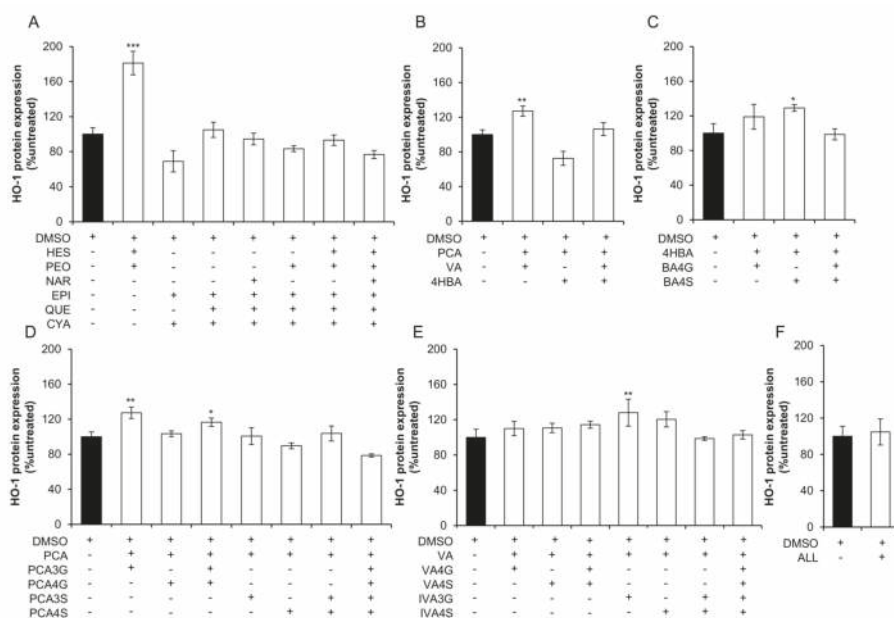 A
HO-1 protein expression
(%untreated)
200
160
120
80
40
0
***
DMSO + + + + + + + +
HES - + - - - - + +
PEO - + - - - + + +
NAR - - - - + - - +
EPI - - + + + + + +
QUE - - - + + + + +
CYA - - + + + + + +
B
HO-1 protein expression
(%untreated)
200
160
120
80
40
0
**
DMSO + + + +
PCA - + + +
VA - + - +
4HBA - - + +
C
HO-1 protein expression
(%untreated)
200
160
120
80
40
0
*
DMSO + + + +
4HBA - + + +
BA4G - + - +
BA4S - - + +
D
HO-1 protein expression
(%untreated)
200
160
120
80
40
0
** *
DMSO + + + + + + + +
PCA - + + + + + + +
PCA3G - + - + - - - +
PCA4G - - + + - - - +
PCA3S - - - - + - + +
PCA4S - - - - - + + +
E
HO-1 protein expression
(%untreated)
200
160
120
80
40
0
**
DMSO + + + + + + + +
VA - + + + + + + +
VA4G - + - + - - - +
VA4S - - + + - - - +
IVA3G - - - - + - + +
IVA4S - - - - - + + +
F
HO-1 protein expression
(%untreated)
200
160
120
80
40
0
DMSO + +
ALL - +